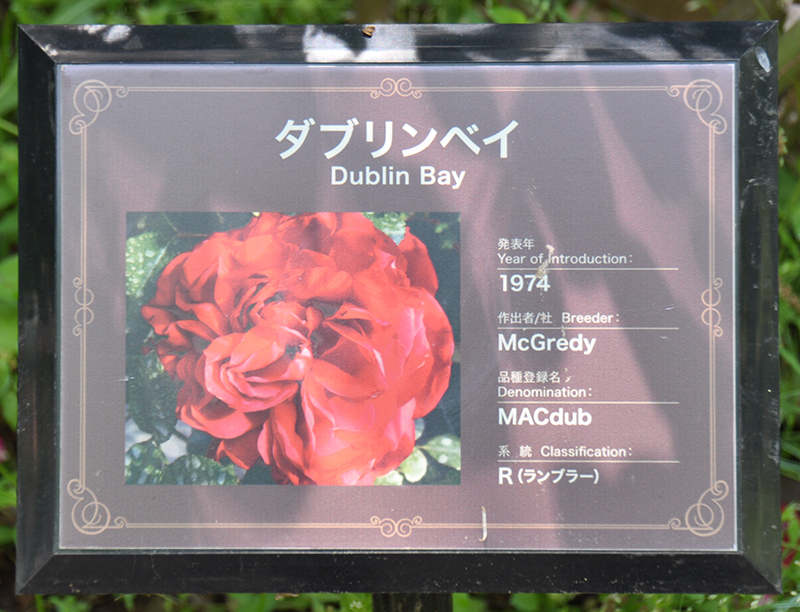 ダブリンベイ
Dublin Bay
発表年
Year of Introduction:
1974
作出者/社 Breeder:
McGredy
品種登録名
Denomination:
MACdub
系 統 Classification:
R(ランブラー)